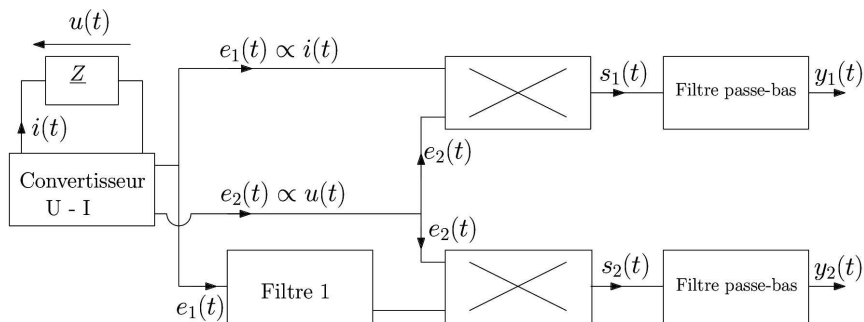 u(t)
Z
i(t)
Convertisseur
U - I
e₁(t) ∝ i(t)
e₂(t) ∝ u(t)
e₂(t)
e₂(t)
s₁(t)
Filtre passe-bas
y₁(t)
e₁(t)
Filtre 1
s₂(t)
Filtre passe-bas
y₂(t)